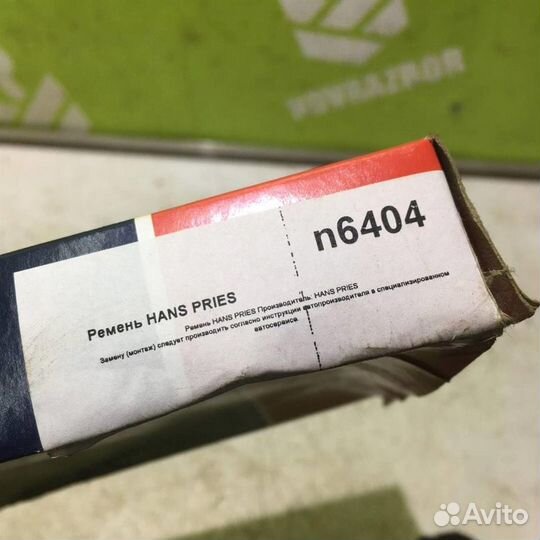 VOVRAZBOR
n6404
Ремень HANS PRIES
Ремень HANS PRIES Производитель: HANS PRIES
Замену (монтаж) следует производить согласно инструкции автопроизводителя в специализированном
автосервисе
Avito